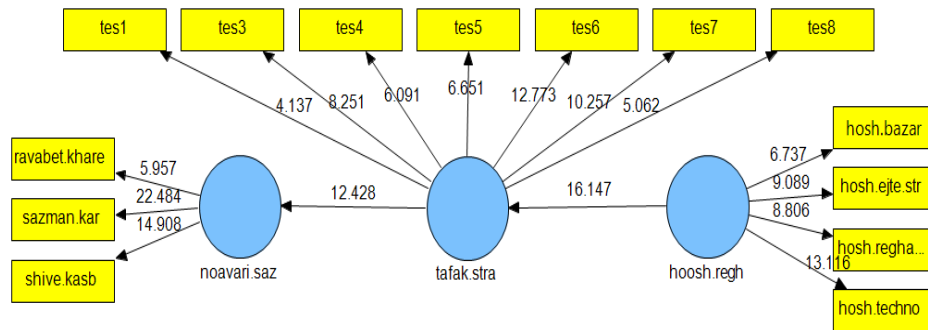 tes1 tes3 tes4 tes5 tes6 tes7 tes8
4.137 8.251 6.091 6.651 12.773 10.257 5.062
ravabet.khare
sazman.kar
shive.kasb
5.957
22.484
14.908
noavari.saz
12.428
tafak.stra
16.147
hoosh.regh
6.737
9.089
8.806
13.116
hosh.bazar
hosh.ejte.str
hosh.regha...
hosh.techno